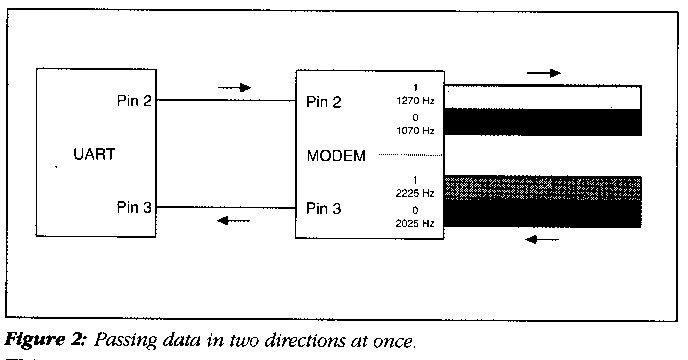 Pin 2
UART
Pin 3
Pin 2
1
1270 Hz
0
1070 Hz
MODEM
1
2225 Hz
Pin 3
0
2025 Hz
Figure 2: Passing data in two directions at once.